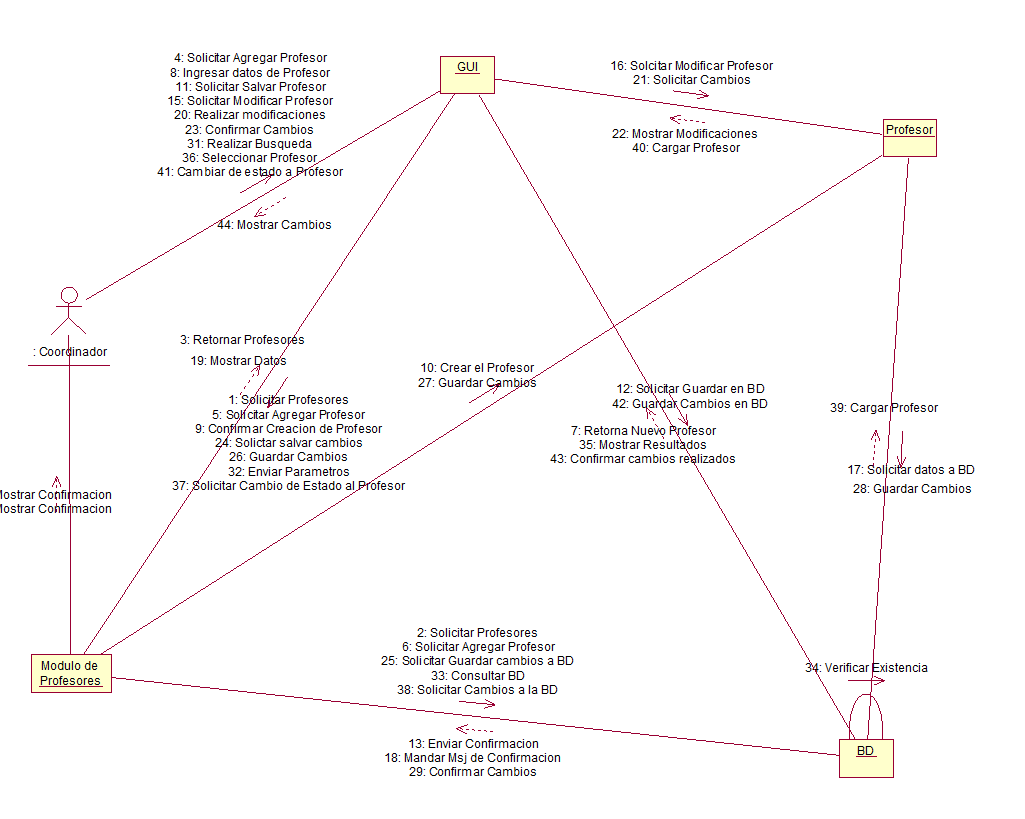 4: Solicitar Agregar Profesor
8: Ingresar datos de Profesor
11: Solicitar Salvar Profesor
15: Solicitar Modificar Profesor
20: Realizar modificaciones
23: Confirmar Cambios
31: Realizar Busqueda
36: Seleccionar Profesor
41: Cambiar de estado a Profesor
44: Mostrar Cambios
GUI
16: Solcitar Modificar Profesor
21: Solicitar Cambios
22: Mostrar Modificaciones
40: Cargar Profesor
Profesor
: Coordinador
3: Retornar Profesores
19: Mostrar Datos
1: Solicitar Profesores
5: Solicitar Agregar Profesor
9: Confirmar Creacion de Profesor
24: Solictar salvar cambios
26: Guardar Cambios
32: Enviar Parametros
37: Solicitar Cambio de Estado al Profesor
10: Crear el Profesor
27: Guardar Cambios
12: Solicitar Guardar en BD
42: Guardar Cambios en BD
7: Retorna Nuevo Profesor
35: Mostrar Resultados
43: Confirmar cambios realizados
39: Cargar Profesor
17: Solicitar datos a BD
28: Guardar Cambios
Mostrar Confirmacion
Mostrar Confirmacion
Modulo de
Profesores
2: Solicitar Profesores
6: Solicitar Agregar Profesor
25: Solicitar Guardar cambios a BD
33: Consultar BD
38: Solicitar Cambios a la BD
13: Enviar Confirmacion
18: Mandar Msj de Confirmacion
29: Confirmar Cambios
34: Verificar Existencia
BD